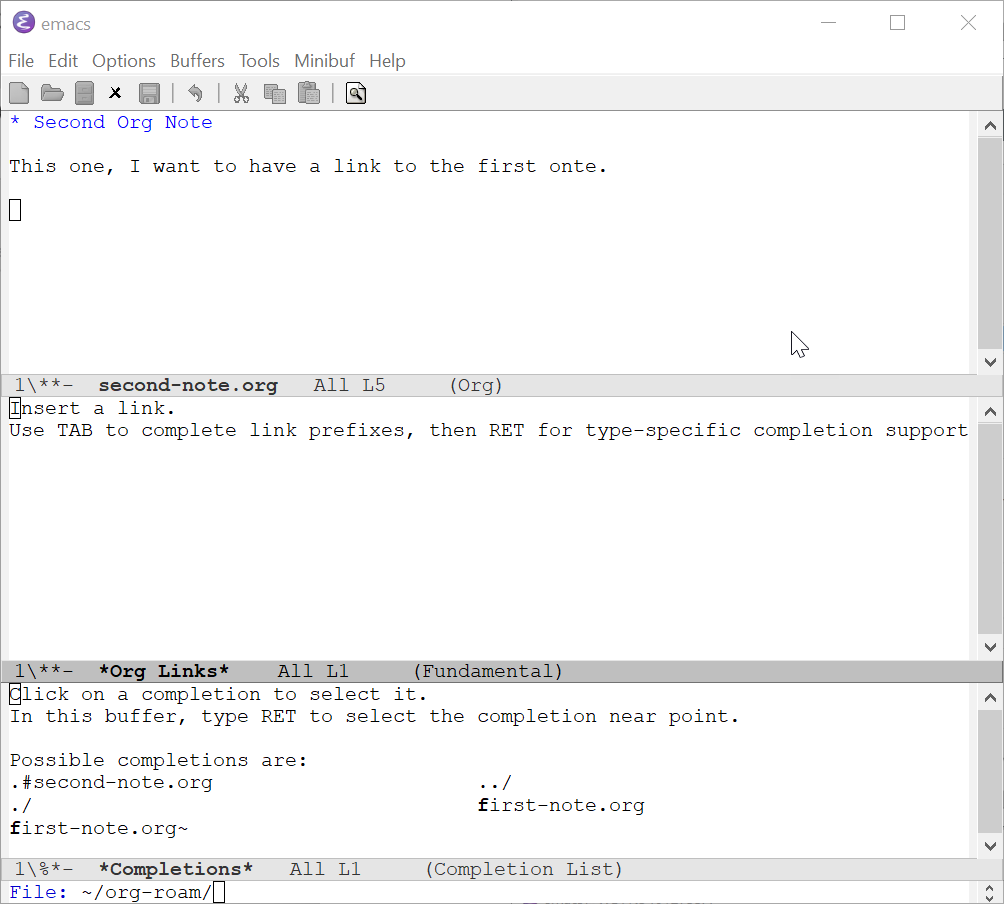 emacs
File Edit Options Buffers Tools Minibuf Help
* Second Org Note
This one, I want to have a link to the first onte.
1\**- second-note.org All L5 (Org)
Insert a link.
Use TAB to complete link prefixes, then RET for type-specific completion support
1\**- *Org Links* All L1 (Fundamental)
Click on a completion to select it.
In this buffer, type RET to select the completion near point.
Possible completions are:
.#second-note.org ../
./ first-note.org
first-note.org~
1\%*- *Completions* All L1 (Completion List)
File: ~/org-roam/